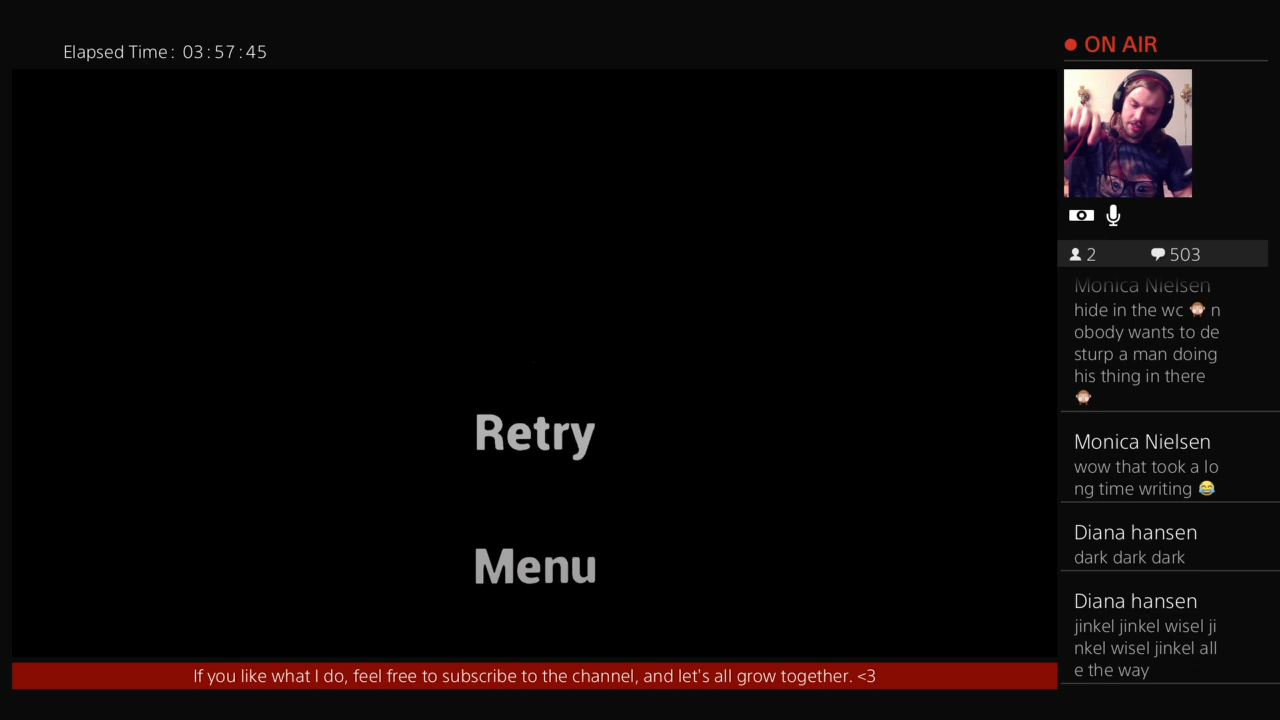 Elapsed Time: 03:57:45
ON AIR
2
503
Monica Nielsen
hide in the wc 🙊 n
obody wants to de
sturp a man doing
his thing in there
🙊
Monica Nielsen
wow that took a lo
ng time writing 😂
Diana hansen
dark dark dark
Diana hansen
jinkel jinkel wisel ji
nkel wisel jinkel all
e the way
Retry
Menu
If you like what I do, feel free to subscribe to the channel, and let's all grow together. <3